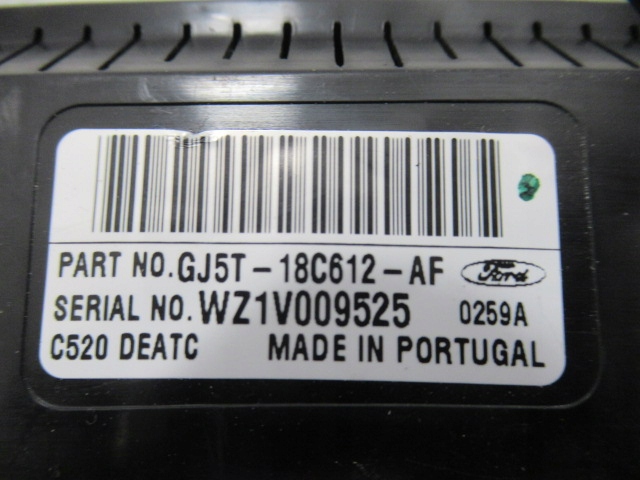 PART NO.GJ5T-18C612-AF Ford
SERIAL NO.WZ1V009525 0259A
C520 DEATC MADE IN PORTUGAL